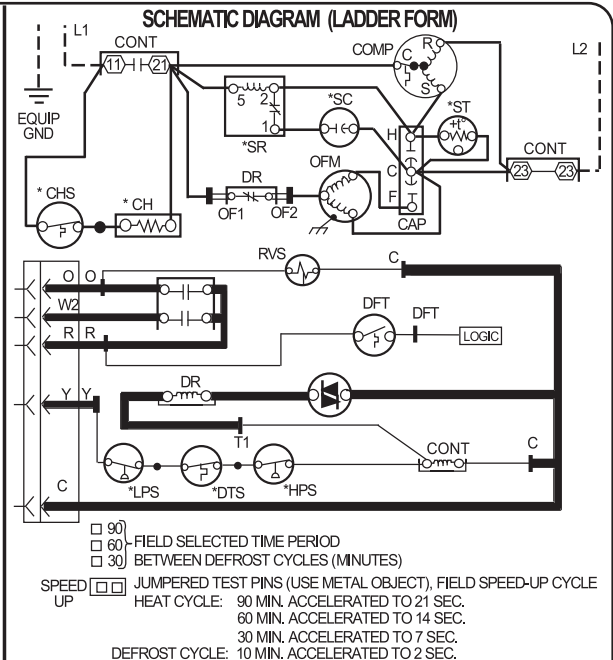 SCHEMATIC DIAGRAM (LADDER FORM)
L1
CONT
COMP
R
L2
11
21
C
S
EQUIP
GND
5
2
1
*SR
*SC
H
*ST
+t°
CONT
C
23
23
* CHS
* CH
DR
OFM
OF1
OF2
F
CAP
RVS
C
O
O
W2
DFT
DFT
LOGIC
R
R
DR
Y
Y
T1
CONT
C
*LPS
*DTS
*HPS
C
90
60
30
FIELD SELECTED TIME PERIOD
BETWEEN DEFROST CYCLES (MINUTES)
SPEED
UP
JUMPERED TEST PINS (USE METAL OBJECT), FIELD SPEED-UP CYCLE
HEAT CYCLE: 90 MIN. ACCELERATED TO 21 SEC.
60 MIN. ACCELERATED TO 14 SEC.
30 MIN. ACCELERATED TO 7 SEC.
DEFROST CYCLE: 10 MIN. ACCELERATED TO 2 SEC.